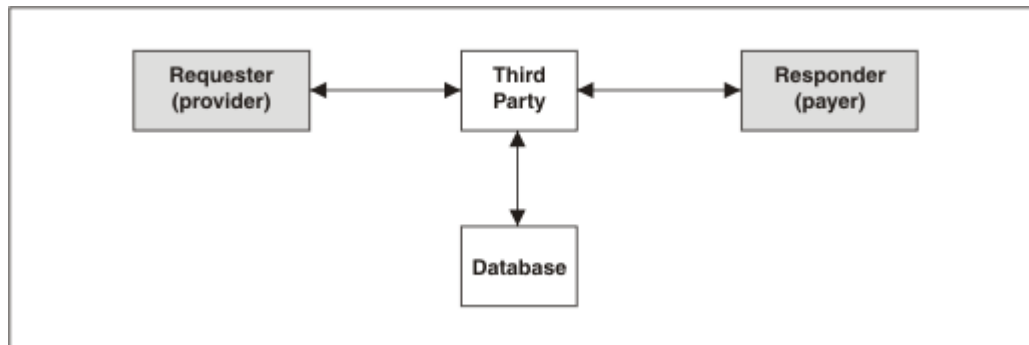 Requester
(provider)
Third
Party
Responder
(payer)
Database